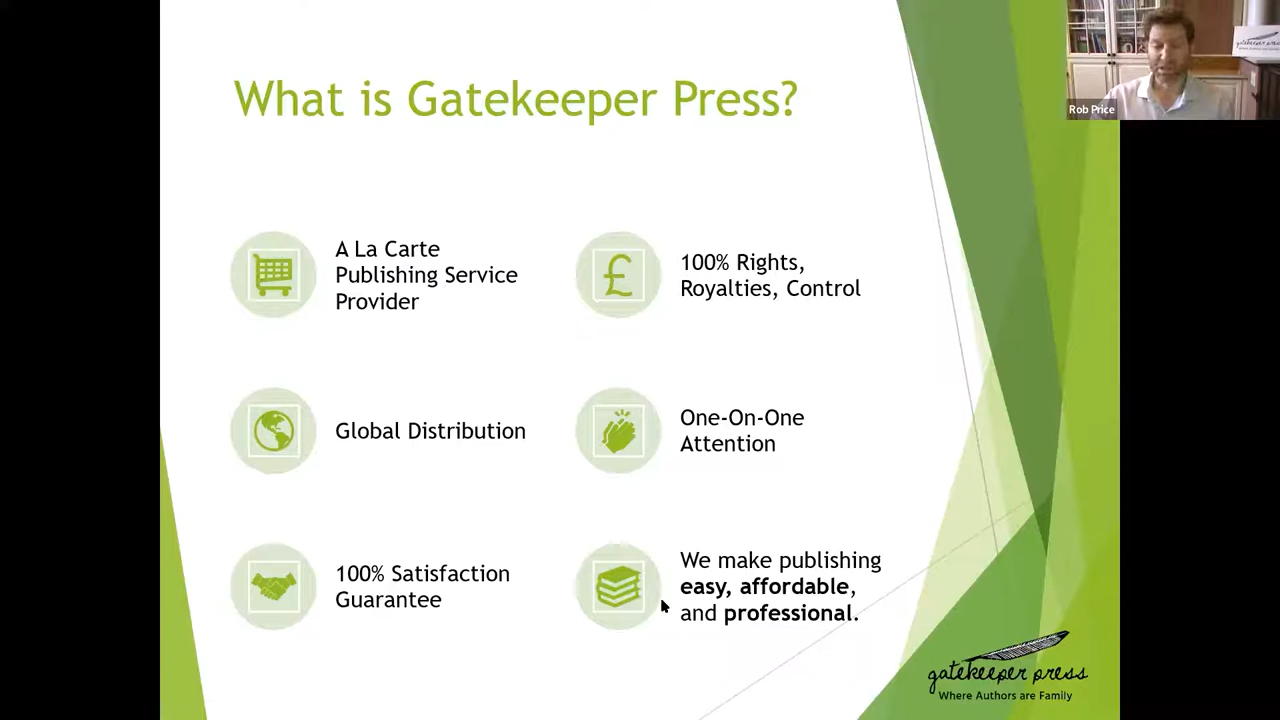 What is Gatekeeper Press?
Rob Price
A La Carte
Publishing Service
Provider
£
100% Rights,
Royalties, Control
Global Distribution
One-On-One
Attention
100% Satisfaction
Guarantee
We make publishing
easy, affordable,
and professional.
gatekeeper press
Where Authors are Family